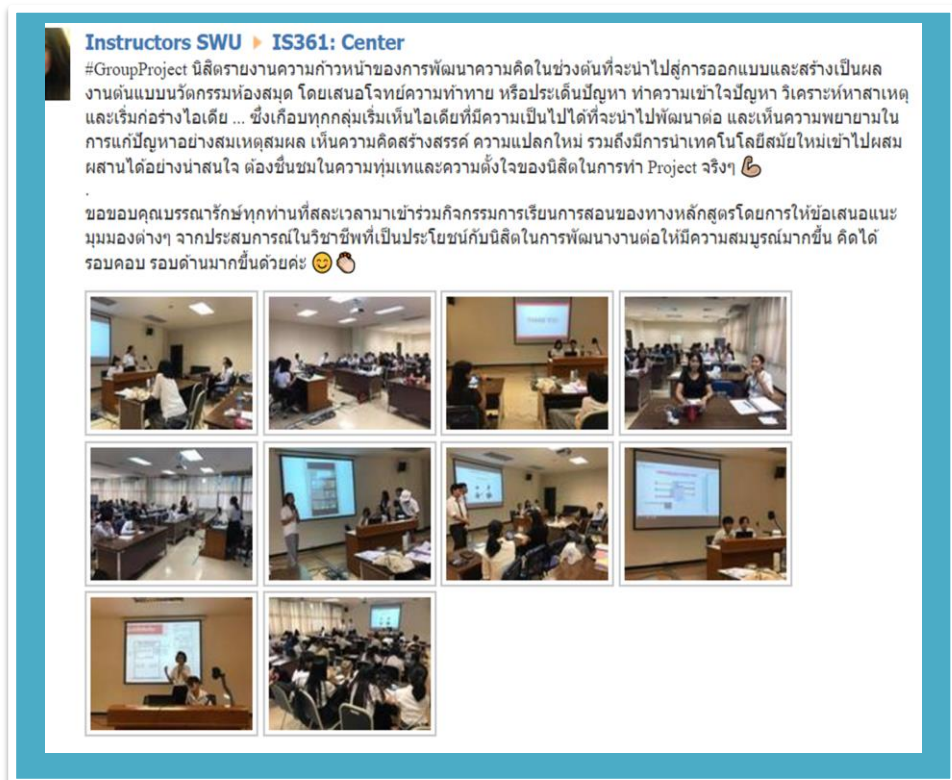 Instructors SWU ▶ IS361: Center
#GroupProject นิสิตรายงานความก้าวหน้าของการพัฒนาความคิดในช่วงต้นที่จะนำไปสู่การออกแบบและสร้างเป็นผล
งานต้นแบบนวัตกรรมห้องสมุด โดยเสนอโจทย์ความท้าทาย หรือประเด็นปัญหา ทำความเข้าใจปัญหา วิเคราะห์หาสาเหตุ
และเริ่มก่อร่างไอเดีย ... ซึ่งเกือบทุกกลุ่มเริ่มเห็นไอเดียที่มีความเป็นไปได้ที่จะนำไปพัฒนาต่อ และเห็นความพยายามใน
การแก้ปัญหาอย่างสมเหตุสมผล เห็นความคิดสร้างสรรค์ ความแปลกใหม่ รวมถึงมีการนำเทคโนโลยีสมัยใหม่เข้าไปผสม
ผสานได้อย่างน่าสนใจ ต้องชื่นชมในความทุ่มเทและความตั้งใจของนิสิตในการทำ Project จริงๆ 💪
.
ขอขอบคุณบรรณารักษ์ทุกท่านที่สละเวลามาเข้าร่วมกิจกรรมการเรียนการสอนของทางหลักสูตรโดยการให้ข้อเสนอแนะ
มุมมองต่างๆ จากประสบการณ์ในวิชาชีพที่เป็นประโยชน์กับนิสิตในการพัฒนางานต่อให้มีความสมบูรณ์มากขึ้น คิดได้
รอบคอบ รอบด้านมากขึ้นด้วยค่ะ 😊👏